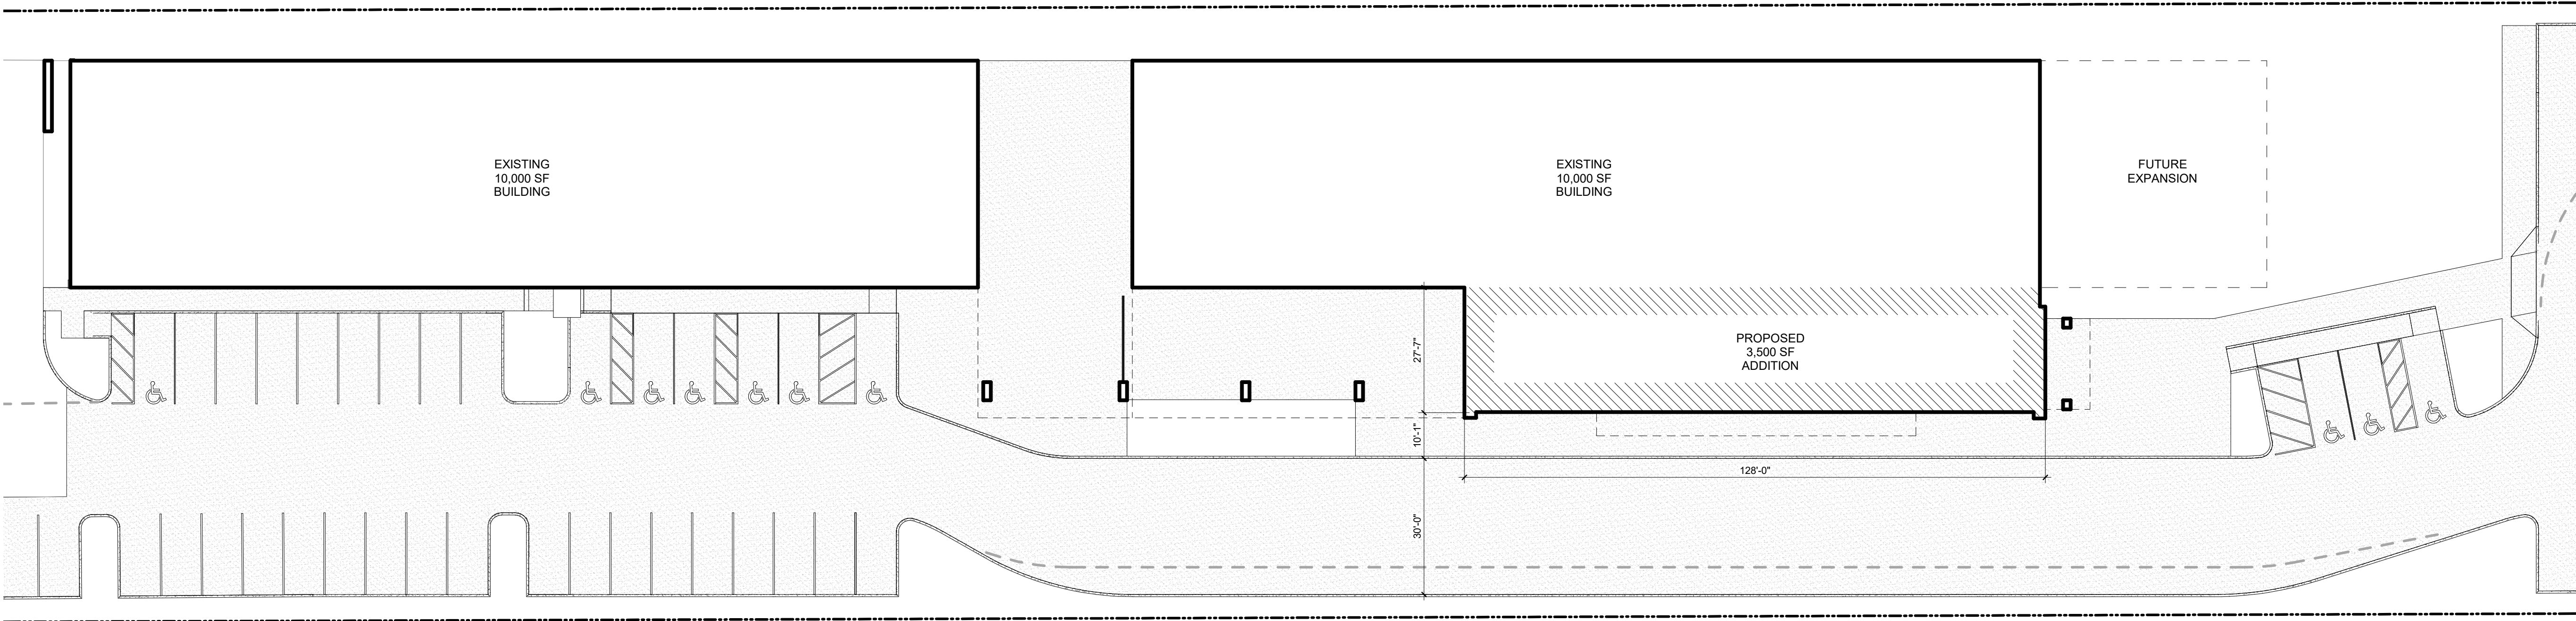 EXISTING
10,000 SF
BUILDING
EXISTING
10,000 SF
BUILDING
FUTURE
EXPANSION
PROPOSED
3,500 SF
ADDITION
27'-7"
10'-1"
128'-0"
30'-0"